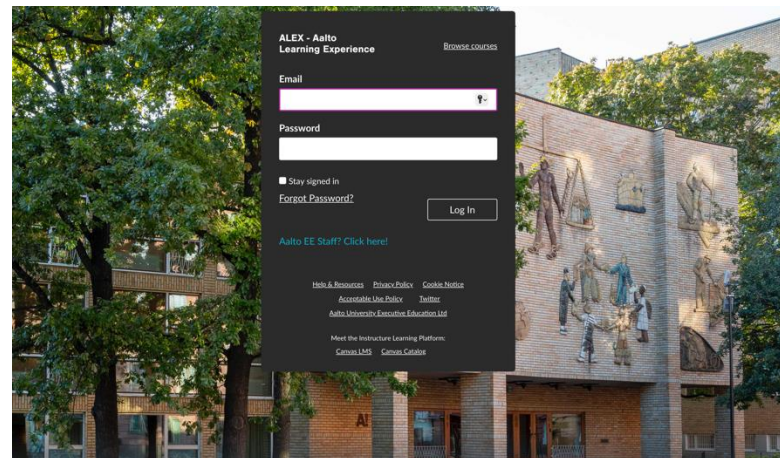 ALEX - Aalto
Learning Experience
Browse courses
Email
Password
Stay signed in
Forgot Password?
Log In
Aalto EE Staff? Click here!
Help & Resources Privacy Policy Cookie Notice
Acceptable Use Policy Twitter
Aalto University Executive Education Ltd
Meet the Instructure Learning Platform:
Canvas LMS Canvas Catalog
A!